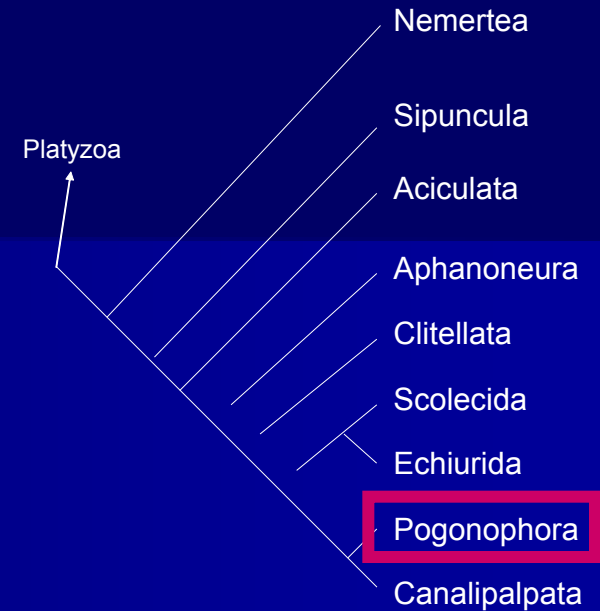 Nemertea
Sipuncula
Platyzoa
Aciculata
Aphanoneura
Clitellata
Scolecida
Echiurida
Pogonophora
Canalipalpata